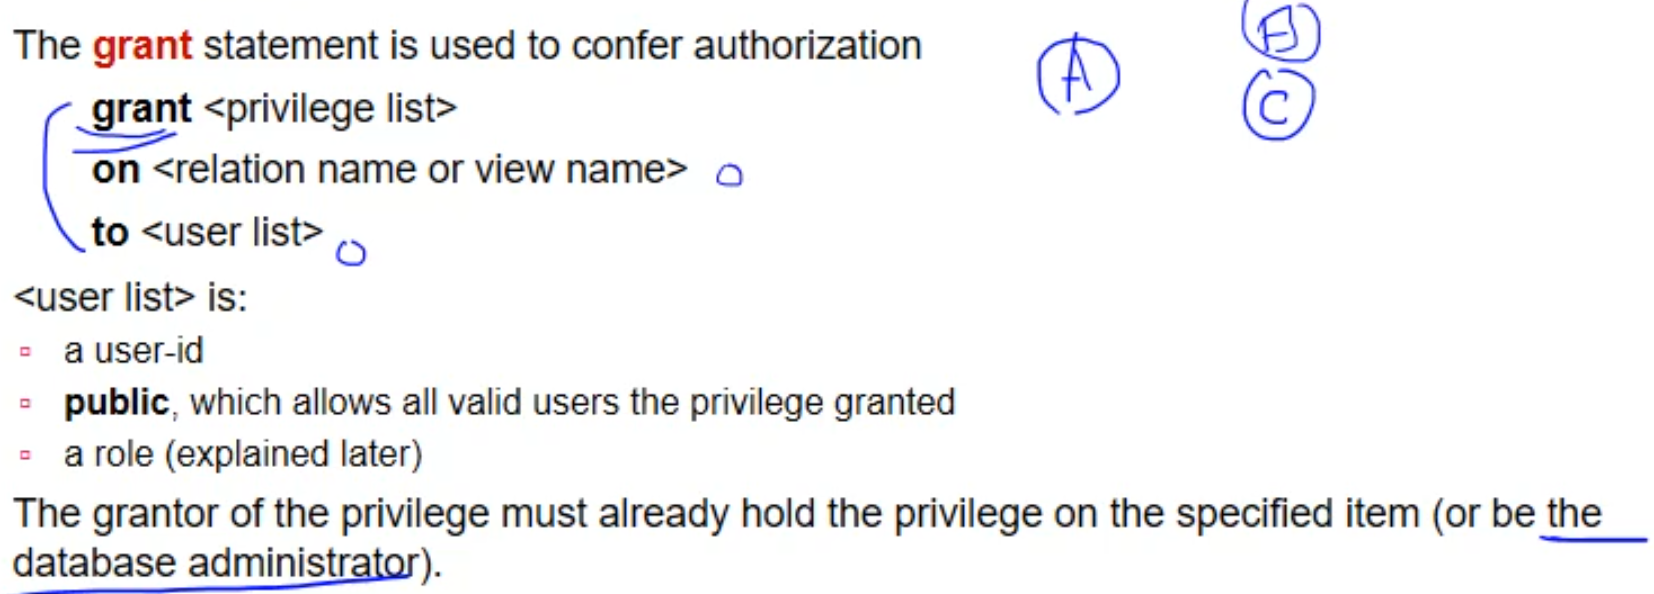 The grant statement is used to confer authorization
grant <privilege list>
on <relation name or view name>
to <user list>
<user list> is:
a user-id
public, which allows all valid users the privilege granted
a role (explained later)
The grantor of the privilege must already hold the privilege on the specified item (or be the
database administrator).
A
B
C